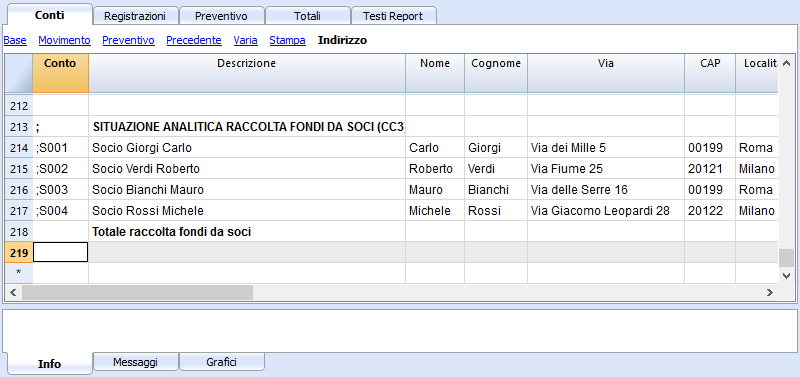 Conti Registrazioni Preventivo Totali Testi Report
Base Movimento Preventivo Precedente Varia Stampa Indirizzo
Conto Descrizione Nome Cognome Via CAP Localit
212
213 ; SITUAZIONE ANALITICA RACCOLTA FONDI DA SOCI (CC3
214 ;S001 Socio Giorgi Carlo Carlo Giorgi Via dei Mille 5 00199 Roma
215 ;S002 Socio Verdi Roberto Roberto Verdi Via Fiume 25 20121 Milano
216 ;S003 Socio Bianchi Mauro Mauro Bianchi Via delle Serre 16 00199 Roma
217 ;S004 Socio Rossi Michele Michele Rossi Via Giacomo Leopardi 28 20122 Milano
218 Totale raccolta fondi da soci
219
*
Info Messaggi Grafici